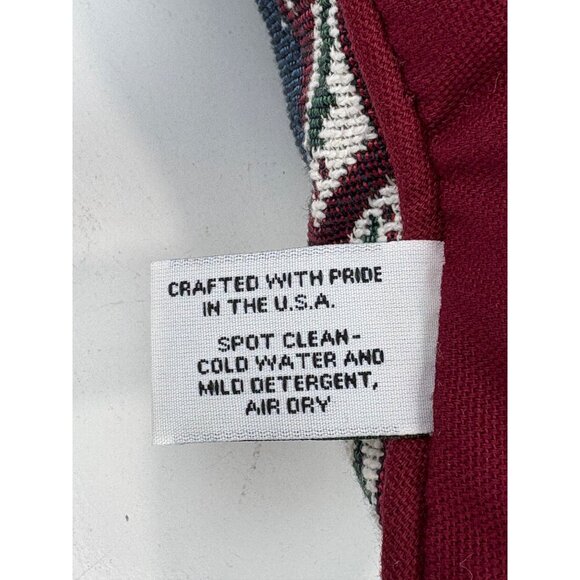 CRAFTED WITH PRIDE
IN THE U.S.A.
SPOT CLEAN-
COLD WATER AND
MILD DETERGENT,
AIR DRY